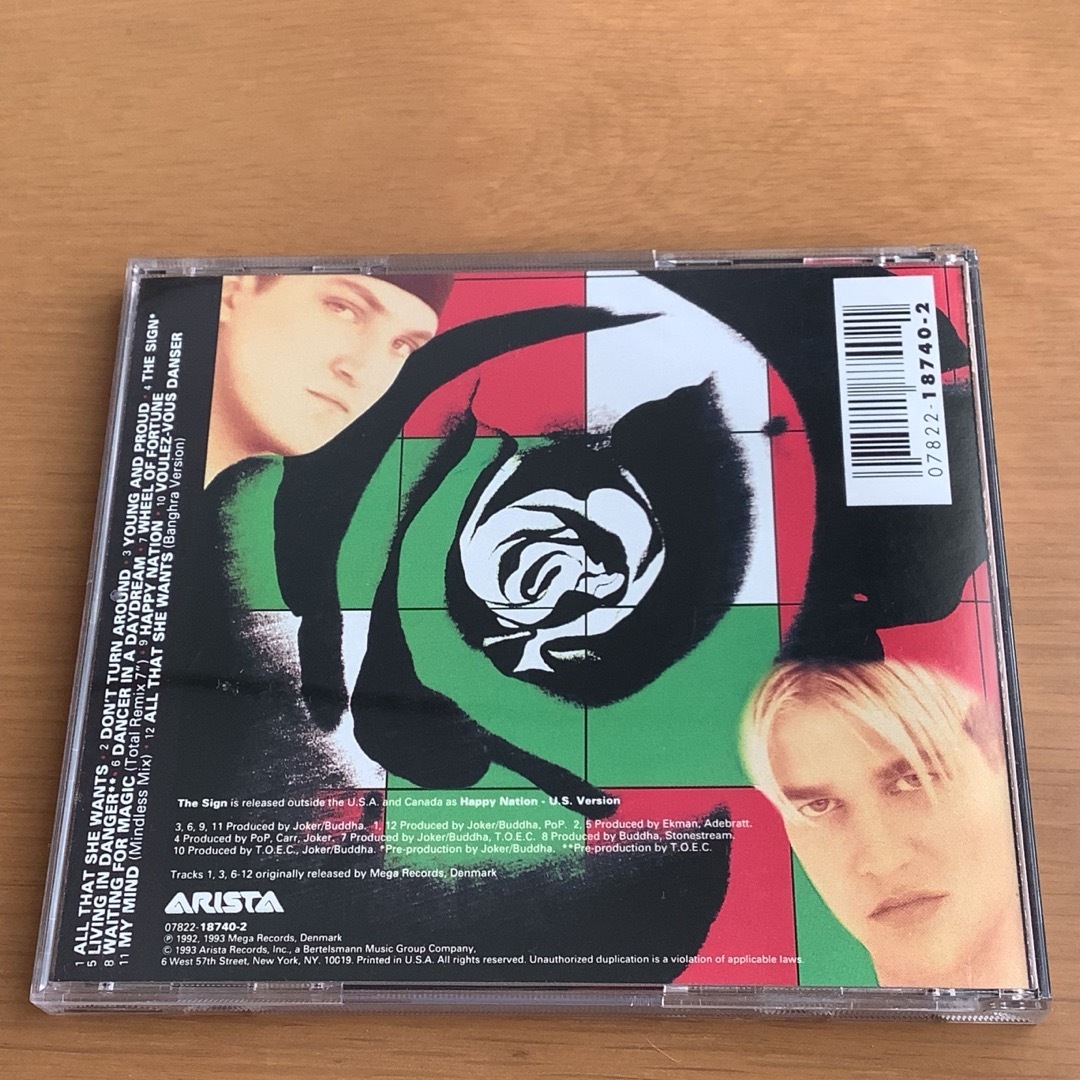 1 ALL THAT SHE WANTS · 2 DON'T TURN AROUND · 3 YOUNG AND PROUD · 4 THE SIGN*
5 LIVING IN DANGER** · 6 DANCER IN A DAYDREAM · 7 WHEEL OF FORTUNE
8 WAITING FOR MAGIC (Total Remix 7") · 9 HAPPY NATION · 10 VOULEZ-VOUS DANSER
11 MY MIND (Mindless Mix) · 12 ALL THAT SHE WANTS (Banghra Version)
07822-18740-2
The Sign is released outside the U.S.A. and Canada as Happy Nation - U.S. Version
3, 6, 9, 11 Produced by Joker/Buddha. 1, 12 Produced by Joker/Buddha, PoP. 2, 5 Produced by Ekman, Adebratt.
4 Produced by PoP, Carr, Joker. 7 Produced by Joker/Buddha, T.O.E.C. 8 Produced by Buddha, Stonestream.
10 Produced by T.O.E.C., Joker/Buddha. *Pre-production by Joker/Buddha. **Pre-production by T.O.E.C.
Tracks 1, 3, 6-12 originally released by Mega Records, Denmark
ARISTA
07822-18740-2
℗ 1992, 1993 Mega Records, Denmark
© 1993 Arista Records, Inc., a Bertelsmann Music Group Company,
6 West 57th Street, New York, NY. 10019. Printed in U.S.A. All rights reserved. Unauthorized duplication is a violation of applicable laws.